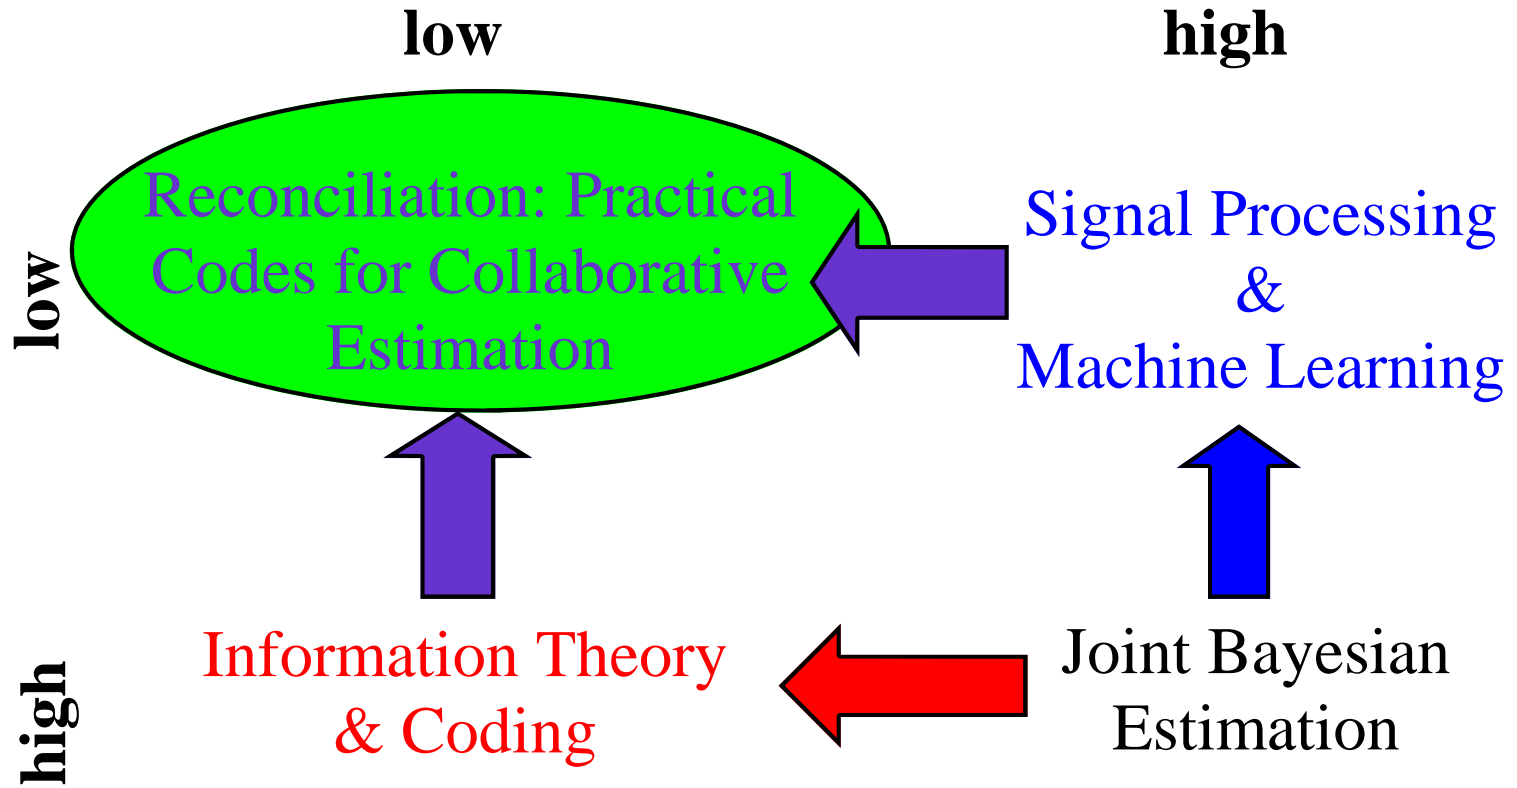 low
high
low
Reconciliation: Practical
Codes for Collaborative
Estimation
Signal Processing
&
Machine Learning
high
Information Theory
& Coding
Joint Bayesian
Estimation